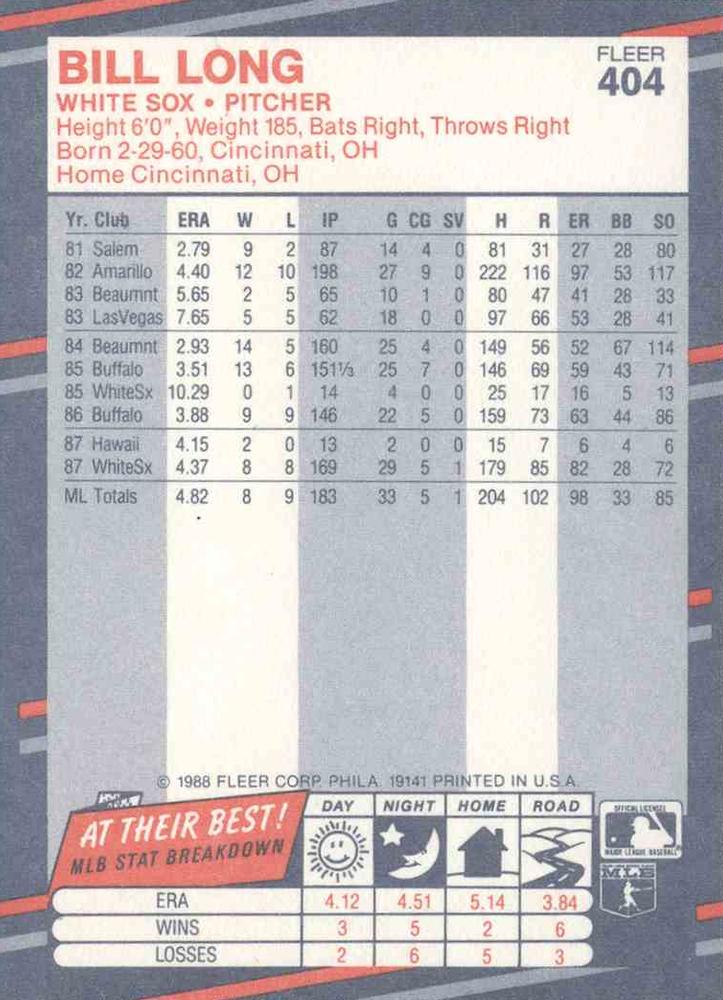 BILL LONG
FLEER
404
WHITE SOX • PITCHER
Height 6'0", Weight 185, Bats Right, Throws Right
Born 2-29-60, Cincinnati, OH
Home Cincinnati, OH
Yr. Club ERA W L IP G CG SV H R ER BB SO
81 Salem 2.79 9 2 87 14 4 0 81 31 27 28 80
82 Amarillo 4.40 12 10 198 27 9 0 222 116 97 53 117
83 Beaumnt 5.65 2 5 65 10 1 0 80 47 41 28 33
83 LasVegas 7.65 5 5 62 18 0 0 97 66 53 28 41
84 Beaumnt 2.93 14 5 160 25 4 0 149 56 52 67 114
85 Buffalo 3.51 13 6 151⅓ 25 7 0 146 69 59 43 71
85 WhiteSx 10.29 0 1 14 4 0 0 25 17 16 5 13
86 Buffalo 3.88 9 9 146 22 5 0 159 73 63 44 86
87 Hawaii 4.15 2 0 13 2 0 0 15 7 6 4 6
87 WhiteSx 4.37 8 8 169 29 5 1 179 85 82 28 72
ML Totals 4.82 8 9 183 33 5 1 204 102 98 33 85
© 1988 FLEER CORP. PHILA. 19141 PRINTED IN U.S.A.
AT THEIR BEST!
MLB STAT BREAKDOWN
DAY NIGHT HOME ROAD
OFFICIAL LICENSEE
MAJOR LEAGUE BASEBALL
MLB
ERA 4.12 4.51 5.14 3.84
WINS 3 5 2 6
LOSSES 2 6 5 3